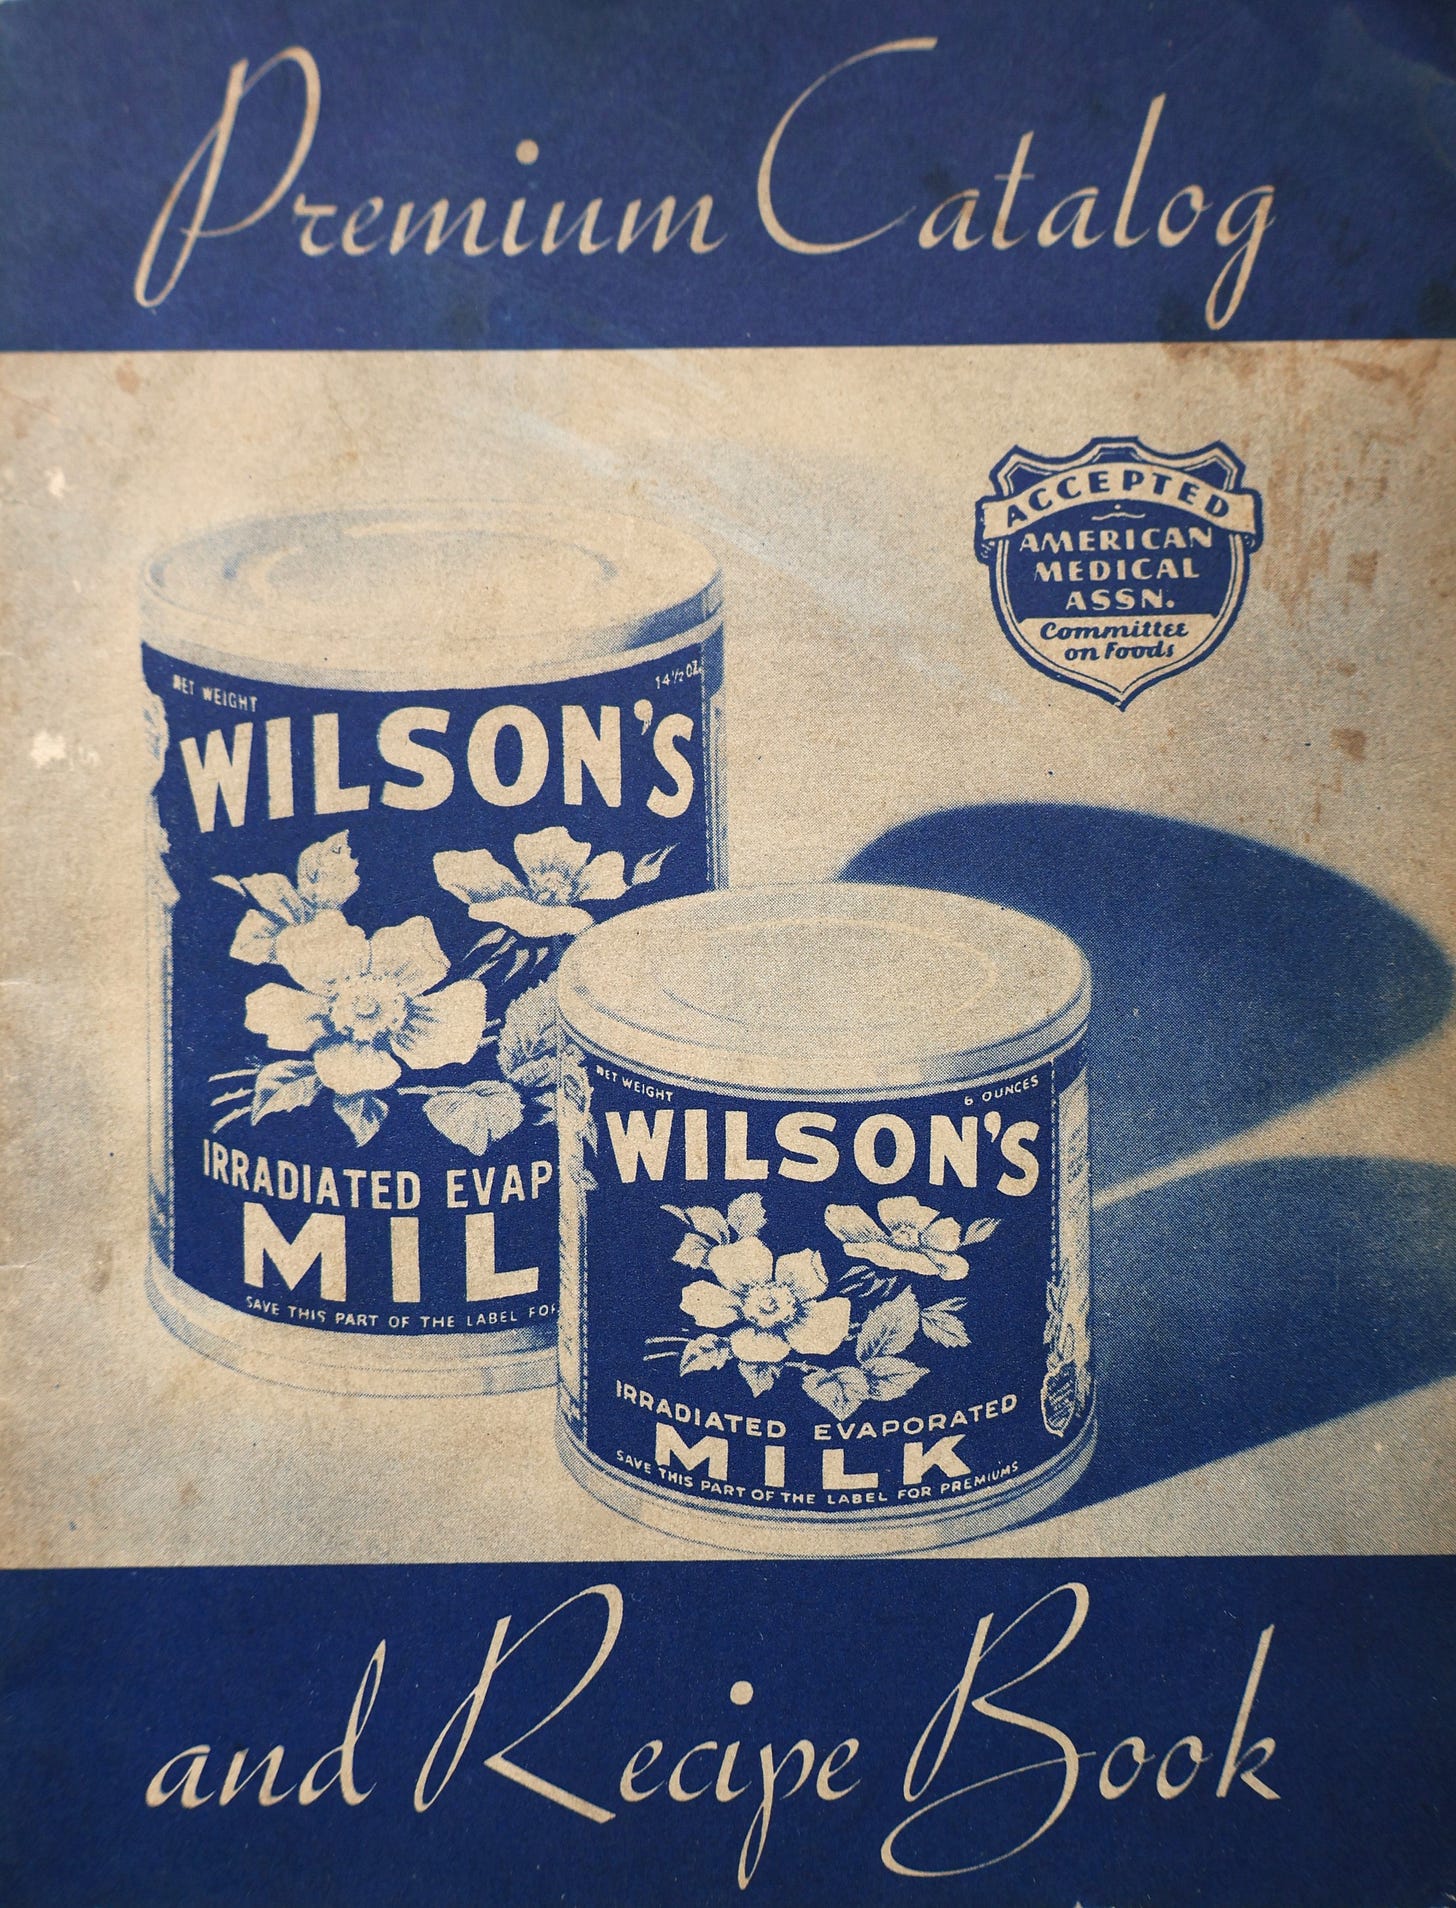 Premium Catalog
ACCEPTED
AMERICAN
MEDICAL
ASSN.
Committee
on Foods
NET WEIGHT 14 1/2 OZ.
WILSON'S
IRRADIATED EVAP
MIL
SAVE THIS PART OF THE LABEL FOR
NET WEIGHT 6 OUNCES
WILSON'S
IRRADIATED EVAPORATED
MILK
SAVE THIS PART OF THE LABEL FOR PREMIUMS
and Recipe Book